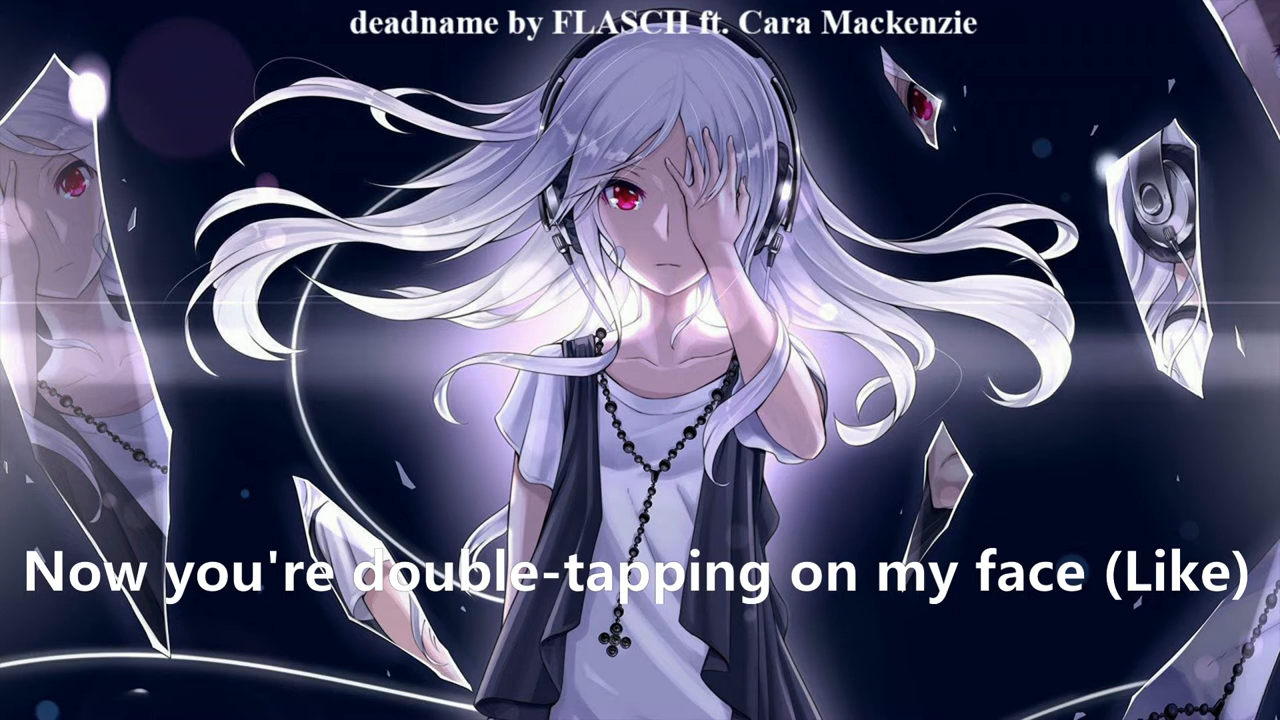 deadname by FLASCH ft. Cara Mackenzie
Now you're double-tapping on my face (Like)